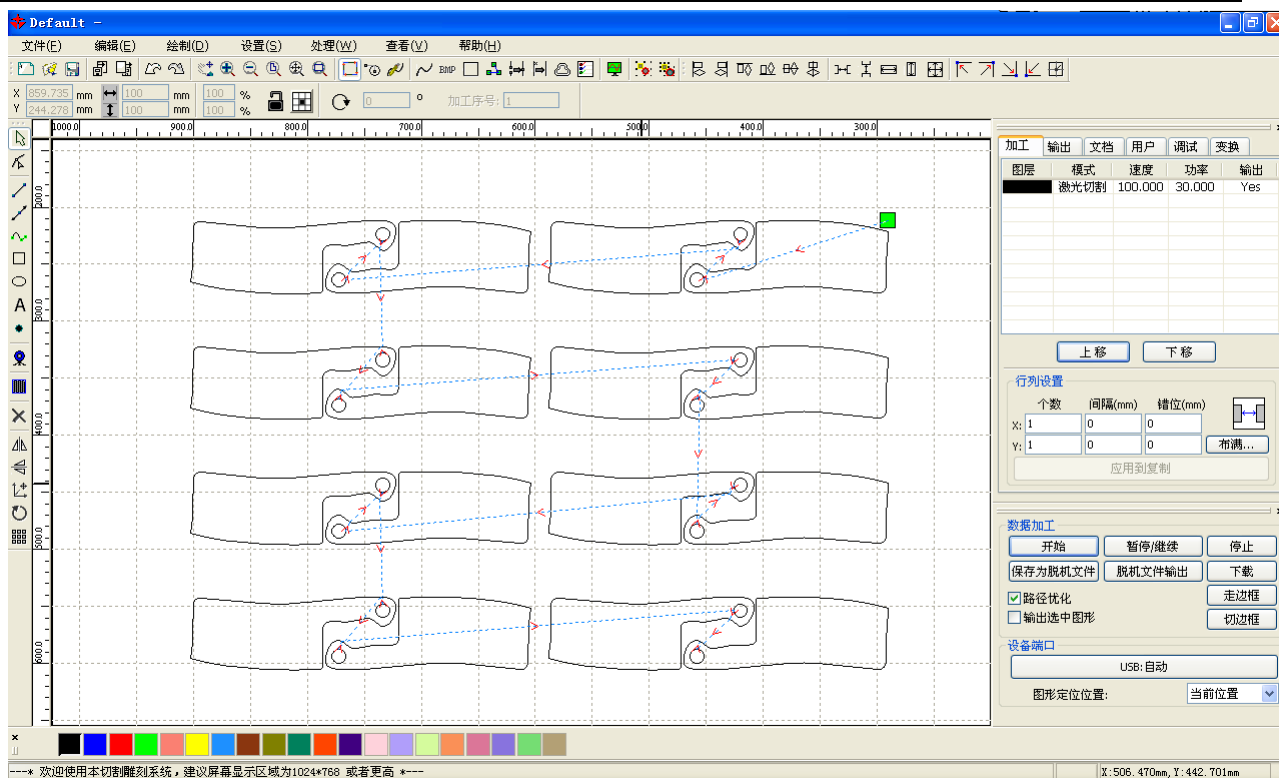 Default -
文件(F) 编辑(E) 绘制(D) 设置(S) 处理(W) 查看(V) 帮助(H)
BMP
X 859.735 mm 100 mm 100 %
Y 244.278 mm 100 mm 100 %
0 ° 加工序号: 1
1000.0 900.0 800.0 700.0 600.0 500.0 400.0 300.0
200.0
300.0
400.0
500.0
600.0
A
加工 输出 文档 用户 调试 变换
图层 模式 速度 功率 输出
激光切割 100.000 30.000 Yes
上移 下移
行列设置
个数 间隔(mm) 错位(mm)
X: 1 0 0
Y: 1 0 0 布满...
应用到复制
数据加工
开始 暂停/继续 停止
保存为脱机文件 脱机文件输出 下载
路径优化 走边框
输出选中图形 切边框
设备端口
USB:自动
图形定位位置: 当前位置
---* 欢迎使用本切割雕刻系统，建议屏幕显示区域为1024*768 或者更高 *---
X:506.470mm,Y:442.701mm